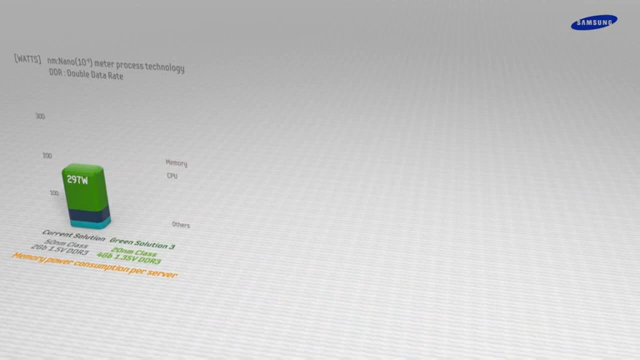 SAMSUNG
[WATTS] nm:Nano(10⁻⁹) meter process technology
DDR : Double Data Rate
300
200
Memory
CPU
297W
100
Others
Current Solution Green Solution 3
50nm Class 20nm Class
2Gb 1.5V DDR3 4Gb 1.35V DDR3
Memory power consumption per server